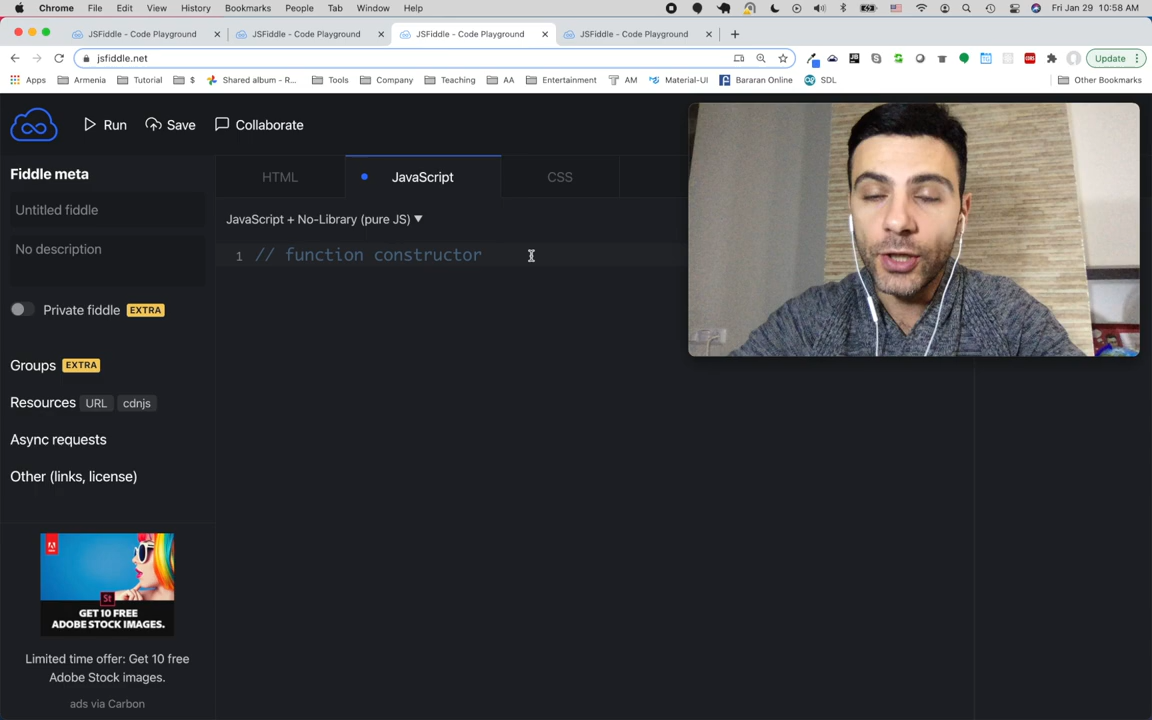 Chrome File Edit View History Bookmarks People Tab Window Help Fri Jan 29 10:58 AM
JSFiddle - Code Playground JSFiddle - Code Playground JSFiddle - Code Playground JSFiddle - Code Playground
jsfiddle.net Update
Apps Armenia Tutorial $ Shared album - R... Tools Company Teaching AA Entertainment AM Material-UI Bararan Online SDL Other Bookmarks
Run Save Collaborate
Fiddle meta
HTML JavaScript CSS
Untitled fiddle
JavaScript + No-Library (pure JS) ▼
No description
1 // function constructor
Private fiddle EXTRA
Groups EXTRA
Resources URL cdnjs
Async requests
Other (links, license)
St
GET 10 FREE
ADOBE STOCK IMAGES.
Limited time offer: Get 10 free
Adobe Stock images.
ads via Carbon